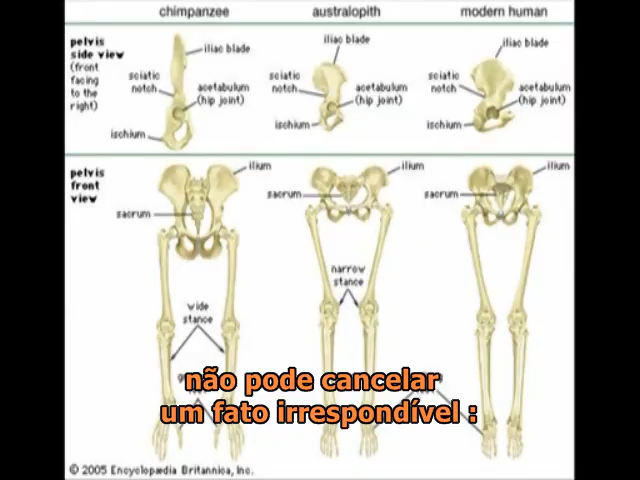 chimpanzee
australopith
modern human
pelvis
side view
(front
facing
to the
right)
iliac blade
sciatic
notch
acetabulum
(hip joint)
ischium
iliac blade
sciatic
notch
acetabulum
(hip joint)
ischium
iliac blade
sciatic
notch
acetabulum
(hip joint)
ischium
pelvis
front
view
ilium
sacrum
wide
stance
ilium
sacrum
narrow
stance
ilium
sacrum
não pode cancelar
um fato irrespondível :
© 2005 Encyclopædia Britannica, Inc.